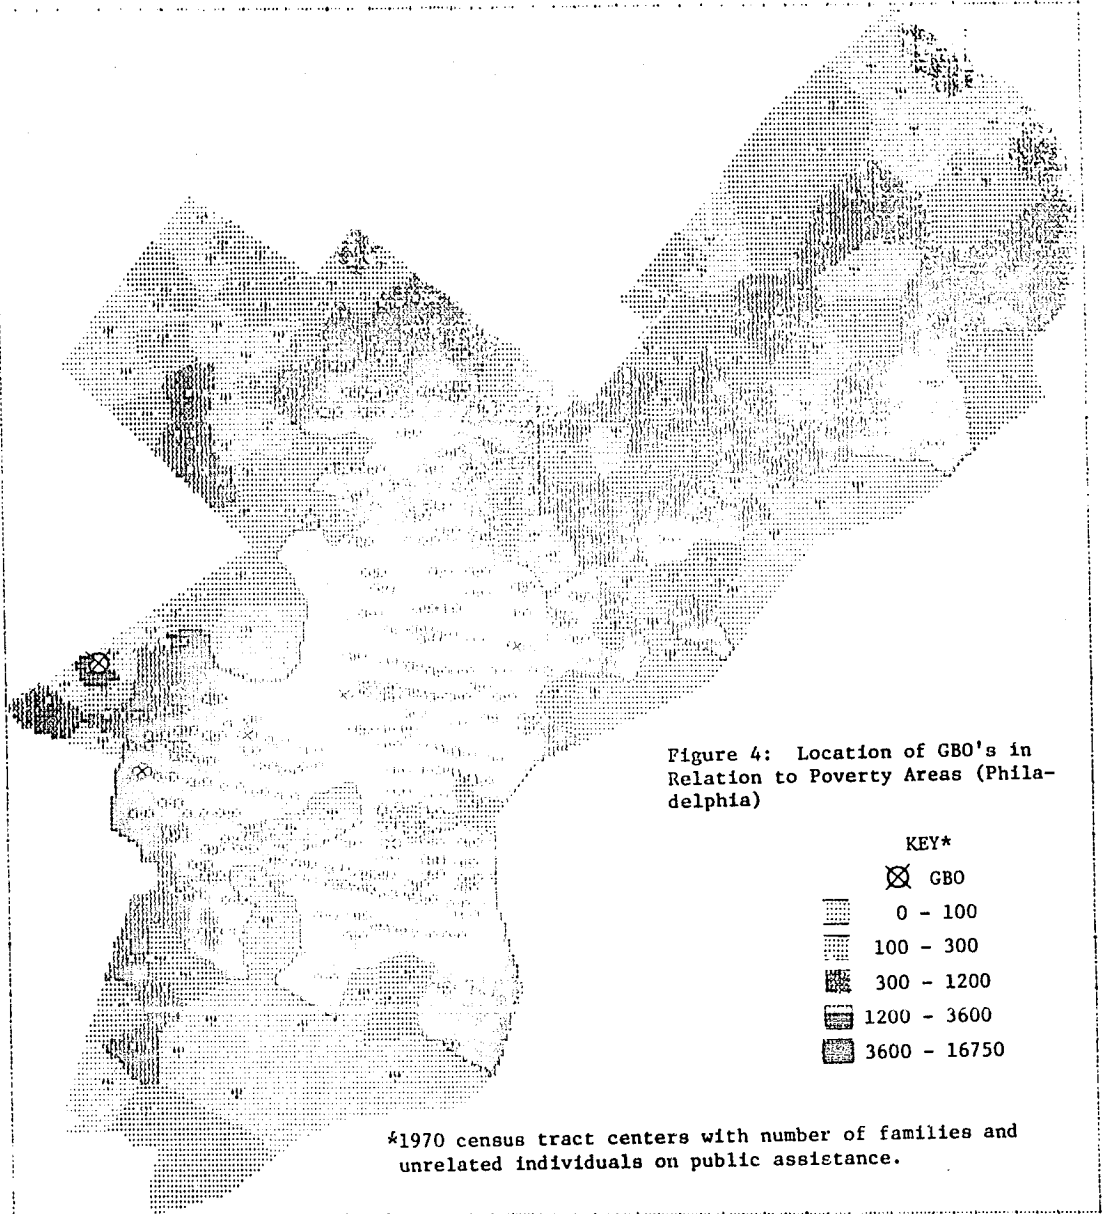 Figure 4: Location of GBO's in
Relation to Poverty Areas (Phila-
delphia)
KEY*
GBO
0 - 100
100 - 300
300 - 1200
1200 - 3600
3600 - 16750
*1970 census tract centers with number of families and
unrelated individuals on public assistance.